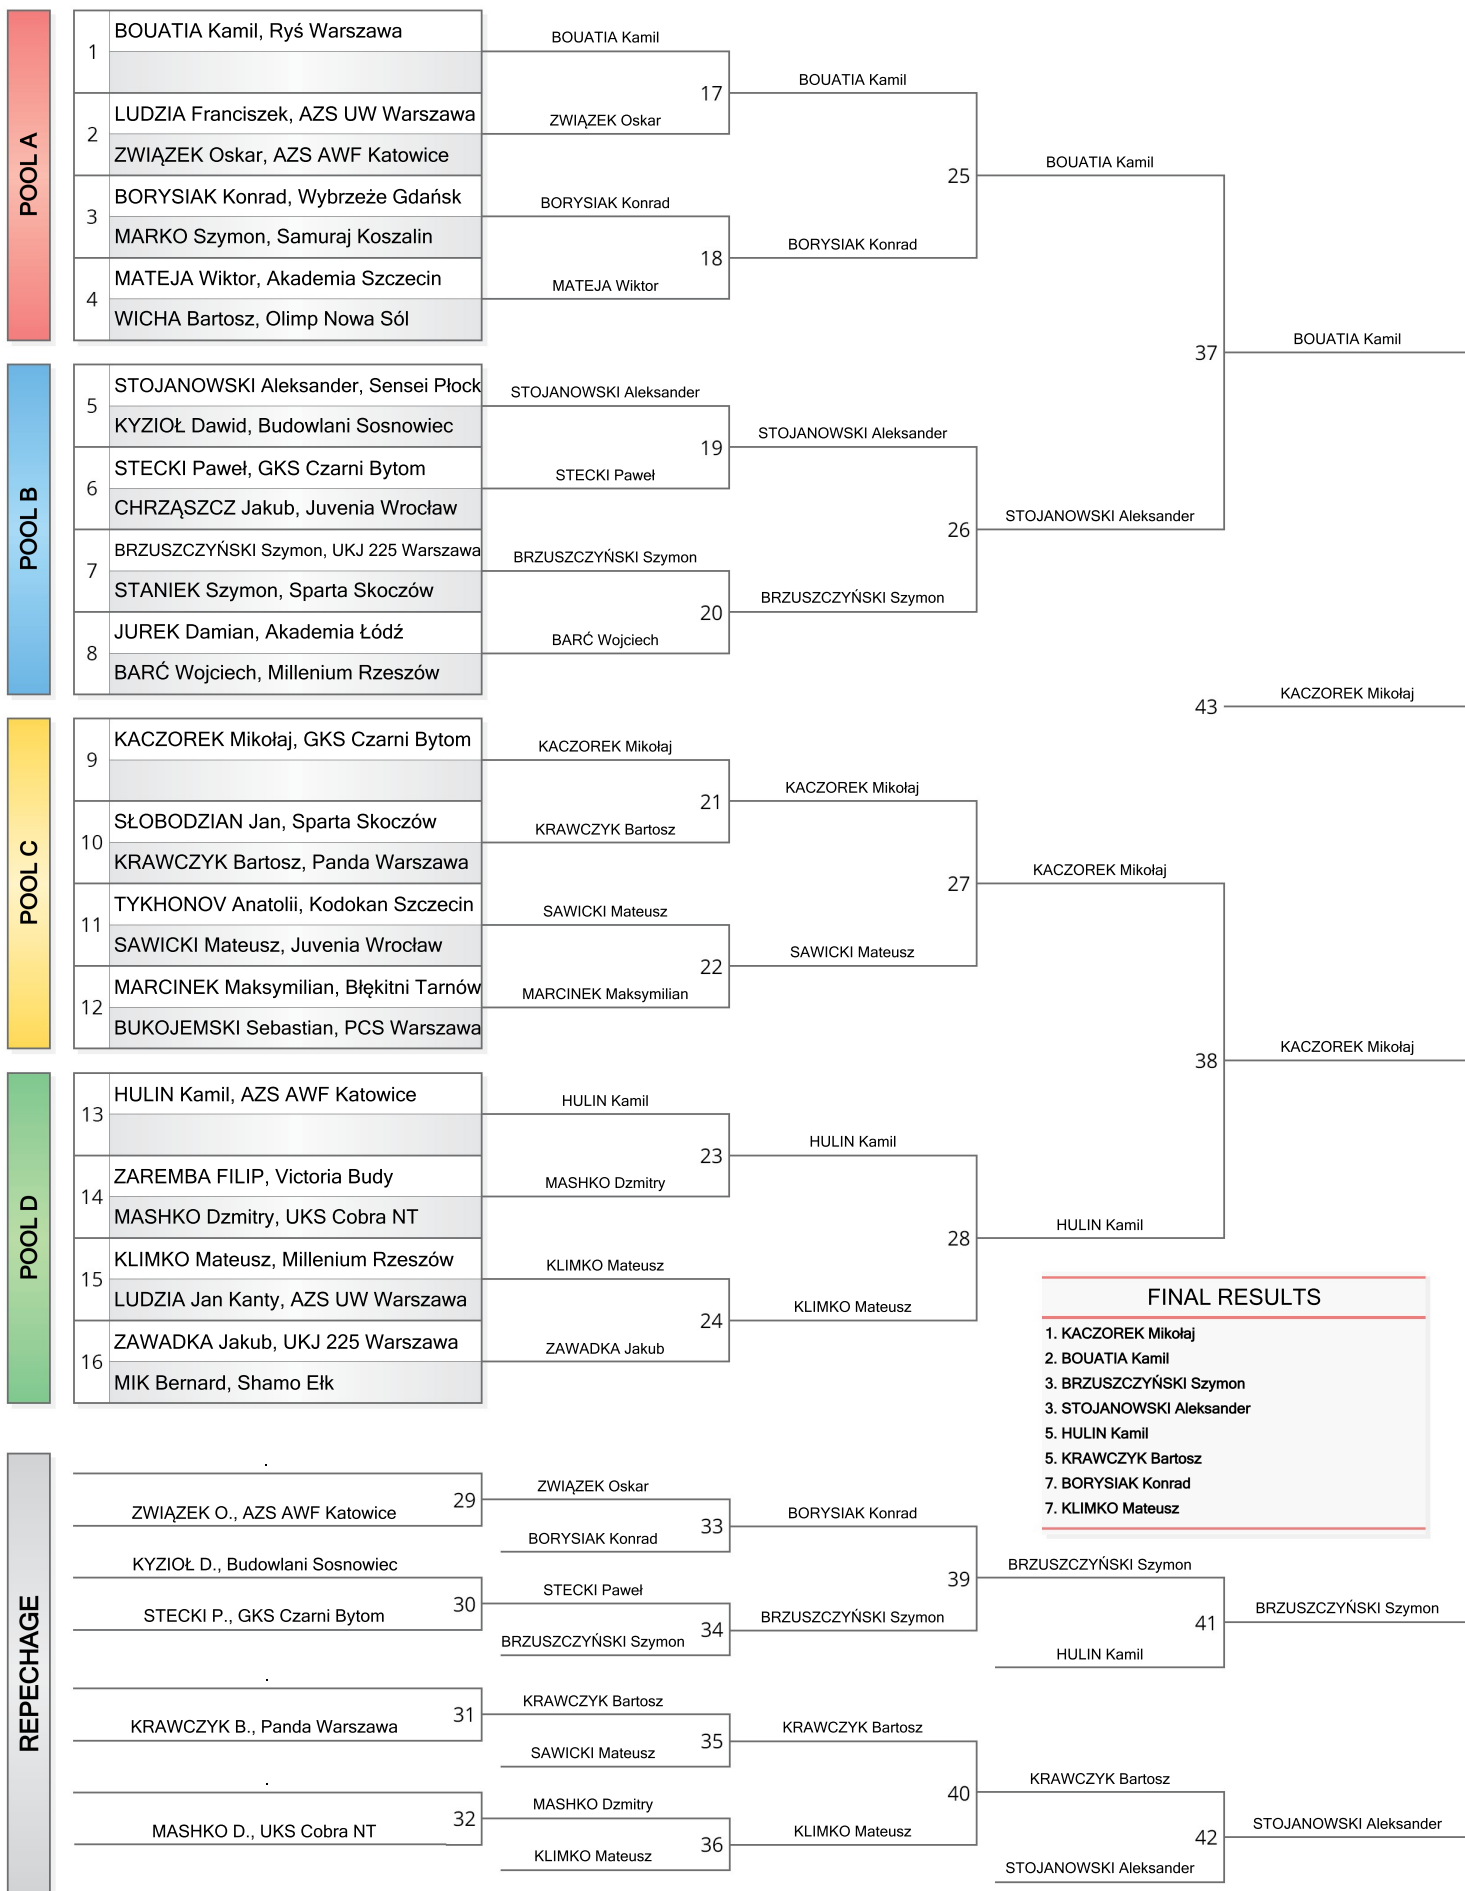 POOL A
1
BOUATIA Kamil, Ryś Warszawa
2
LUDZIA Franciszek, AZS UW Warszawa
ZWIĄZEK Oskar, AZS AWF Katowice
3
BORYSIAK Konrad, Wybrzeże Gdańsk
MARKO Szymon, Samuraj Koszalin
4
MATEJA Wiktor, Akademia Szczecin
WICHA Bartosz, Olimp Nowa Sól
BOUATIA Kamil
17
ZWIĄZEK Oskar
BORYSIAK Konrad
18
MATEJA Wiktor
BOUATIA Kamil
25
BORYSIAK Konrad
BOUATIA Kamil
37
BOUATIA Kamil
POOL B
5
STOJANOWSKI Aleksander, Sensei Płock
KYZIOŁ Dawid, Budowlani Sosnowiec
6
STECKI Paweł, GKS Czarni Bytom
CHRZĄSZCZ Jakub, Juvenia Wrocław
7
BRZUSZCZYŃSKI Szymon, UKJ 225 Warszawa
STANIEK Szymon, Sparta Skoczów
8
JUREK Damian, Akademia Łódź
BARĆ Wojciech, Millenium Rzeszów
STOJANOWSKI Aleksander
19
STECKI Paweł
BRZUSZCZYŃSKI Szymon
20
BARĆ Wojciech
STOJANOWSKI Aleksander
26
BRZUSZCZYŃSKI Szymon
STOJANOWSKI Aleksander
43
KACZOREK Mikołaj
POOL C
9
KACZOREK Mikołaj, GKS Czarni Bytom
10
SŁOBODZIAN Jan, Sparta Skoczów
KRAWCZYK Bartosz, Panda Warszawa
11
TYKHONOV Anatolii, Kodokan Szczecin
SAWICKI Mateusz, Juvenia Wrocław
12
MARCINEK Maksymilian, Błękitni Tarnów
BUKOJEMSKI Sebastian, PCS Warszawa
KACZOREK Mikołaj
21
KRAWCZYK Bartosz
SAWICKI Mateusz
22
MARCINEK Maksymilian
KACZOREK Mikołaj
27
SAWICKI Mateusz
KACZOREK Mikołaj
38
KACZOREK Mikołaj
POOL D
13
HULIN Kamil, AZS AWF Katowice
14
ZAREMBA FILIP, Victoria Budy
MASHKO Dzmitry, UKS Cobra NT
15
KLIMKO Mateusz, Millenium Rzeszów
LUDZIA Jan Kanty, AZS UW Warszawa
16
ZAWADKA Jakub, UKJ 225 Warszawa
MIK Bernard, Shamo Ełk
HULIN Kamil
23
MASHKO Dzmitry
KLIMKO Mateusz
24
ZAWADKA Jakub
HULIN Kamil
28
KLIMKO Mateusz
HULIN Kamil
FINAL RESULTS
1. KACZOREK Mikołaj
2. BOUATIA Kamil
3. BRZUSZCZYŃSKI Szymon
3. STOJANOWSKI Aleksander
5. HULIN Kamil
5. KRAWCZYK Bartosz
7. BORYSIAK Konrad
7. KLIMKO Mateusz
REPECHAGE
.
29
ZWIĄZEK O., AZS AWF Katowice
KYZIOŁ D., Budowlani Sosnowiec
30
STECKI P., GKS Czarni Bytom
.
31
KRAWCZYK B., Panda Warszawa
.
32
MASHKO D., UKS Cobra NT
ZWIĄZEK Oskar
33
BORYSIAK Konrad
STECKI Paweł
34
BRZUSZCZYŃSKI Szymon
KRAWCZYK Bartosz
35
SAWICKI Mateusz
MASHKO Dzmitry
36
KLIMKO Mateusz
BORYSIAK Konrad
39
BRZUSZCZYŃSKI Szymon
KRAWCZYK Bartosz
40
KLIMKO Mateusz
BRZUSZCZYŃSKI Szymon
41
HULIN Kamil
KRAWCZYK Bartosz
42
STOJANOWSKI Aleksander
BRZUSZCZYŃSKI Szymon
STOJANOWSKI Aleksander